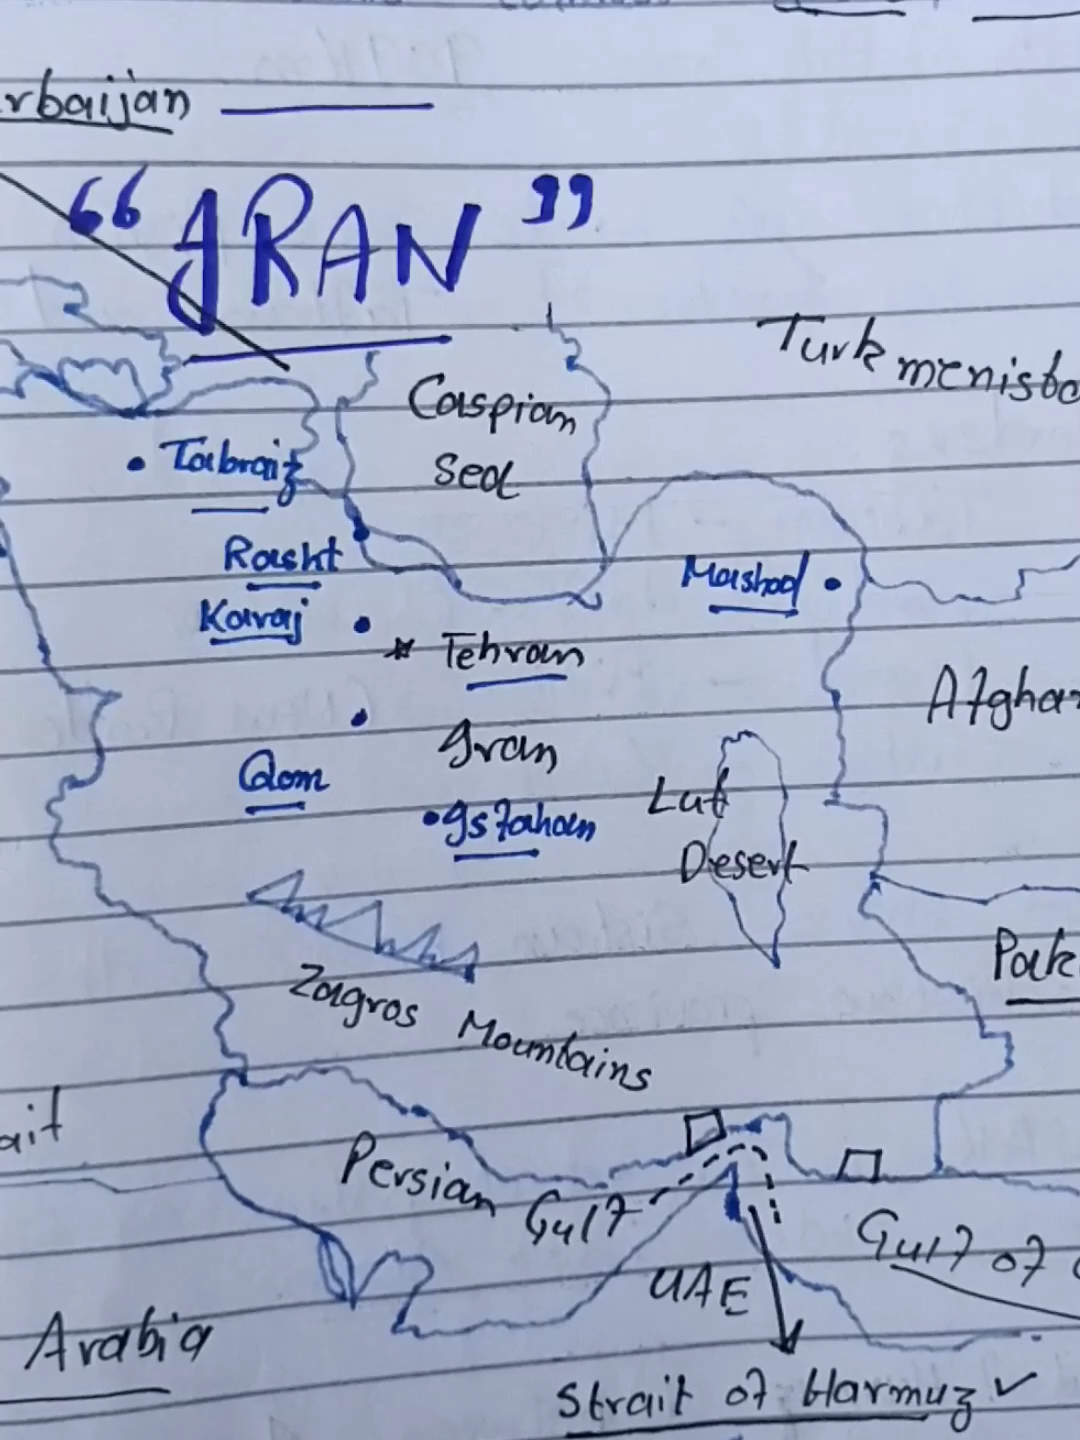 rbaijan
"IRAN"
Turkmenista
Caspian
Sea
Tabraiz
Rasht
Mashad
Karaj
Tehran
Afghan
Iran
Qom
Lut
Isfahan
Desert
Pak
Zagros Mountains
ait
Persian
Gulf
Gulf of
UAE
Arabia
Strait of Harmuz ✓